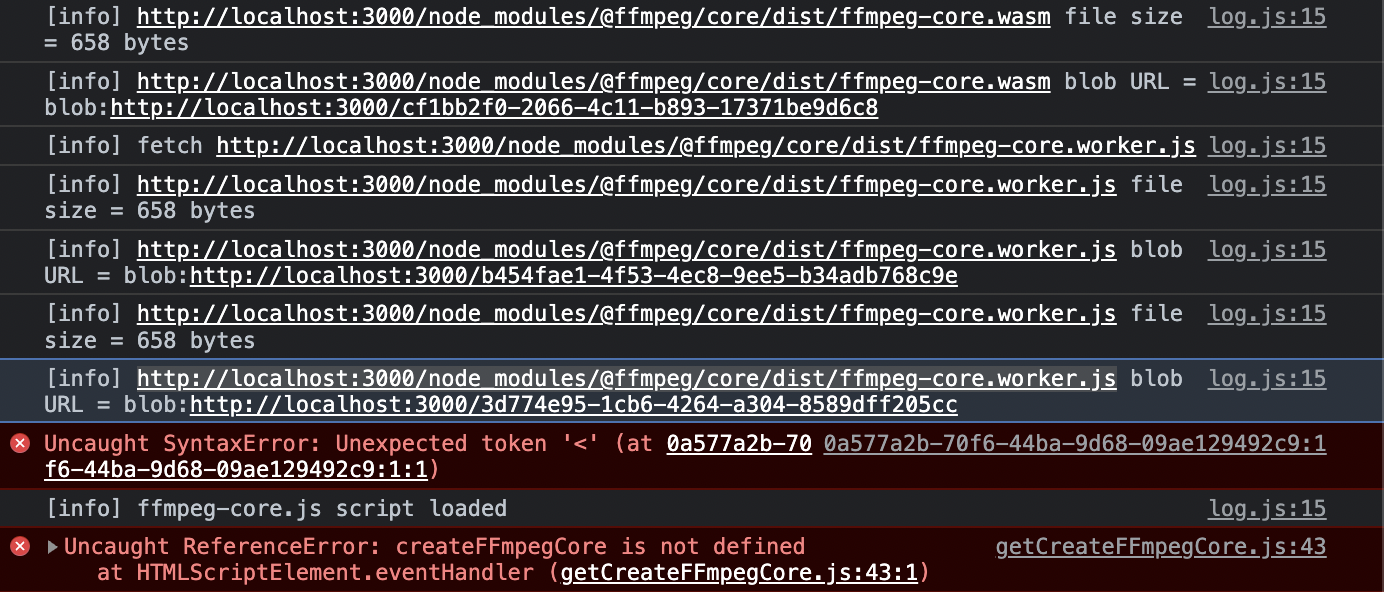 [info] http://localhost:3000/node_modules/@ffmpeg/core/dist/ffmpeg-core.wasm file size log.js:15
= 658 bytes
[info] http://localhost:3000/node_modules/@ffmpeg/core/dist/ffmpeg-core.wasm blob URL = log.js:15
blob:http://localhost:3000/cf1bb2f0-2066-4c11-b893-17371be9d6c8
[info] fetch http://localhost:3000/node_modules/@ffmpeg/core/dist/ffmpeg-core.worker.js log.js:15
[info] http://localhost:3000/node_modules/@ffmpeg/core/dist/ffmpeg-core.worker.js file log.js:15
size = 658 bytes
[info] http://localhost:3000/node_modules/@ffmpeg/core/dist/ffmpeg-core.worker.js blob log.js:15
URL = blob:http://localhost:3000/b454fae1-4f53-4ec8-9ee5-b34adb768c9e
[info] http://localhost:3000/node_modules/@ffmpeg/core/dist/ffmpeg-core.worker.js file log.js:15
size = 658 bytes
[info] http://localhost:3000/node_modules/@ffmpeg/core/dist/ffmpeg-core.worker.js blob log.js:15
URL = blob:http://localhost:3000/3d774e95-1cb6-4264-a304-8589dff205cc
Uncaught SyntaxError: Unexpected token '<' (at 0a577a2b-70 0a577a2b-70f6-44ba-9d68-09ae129492c9:1
f6-44ba-9d68-09ae129492c9:1:1)
[info] ffmpeg-core.js script loaded log.js:15
Uncaught ReferenceError: createFFmpegCore is not defined getCreateFFmpegCore.js:43
at HTMLScriptElement.eventHandler (getCreateFFmpegCore.js:43:1)